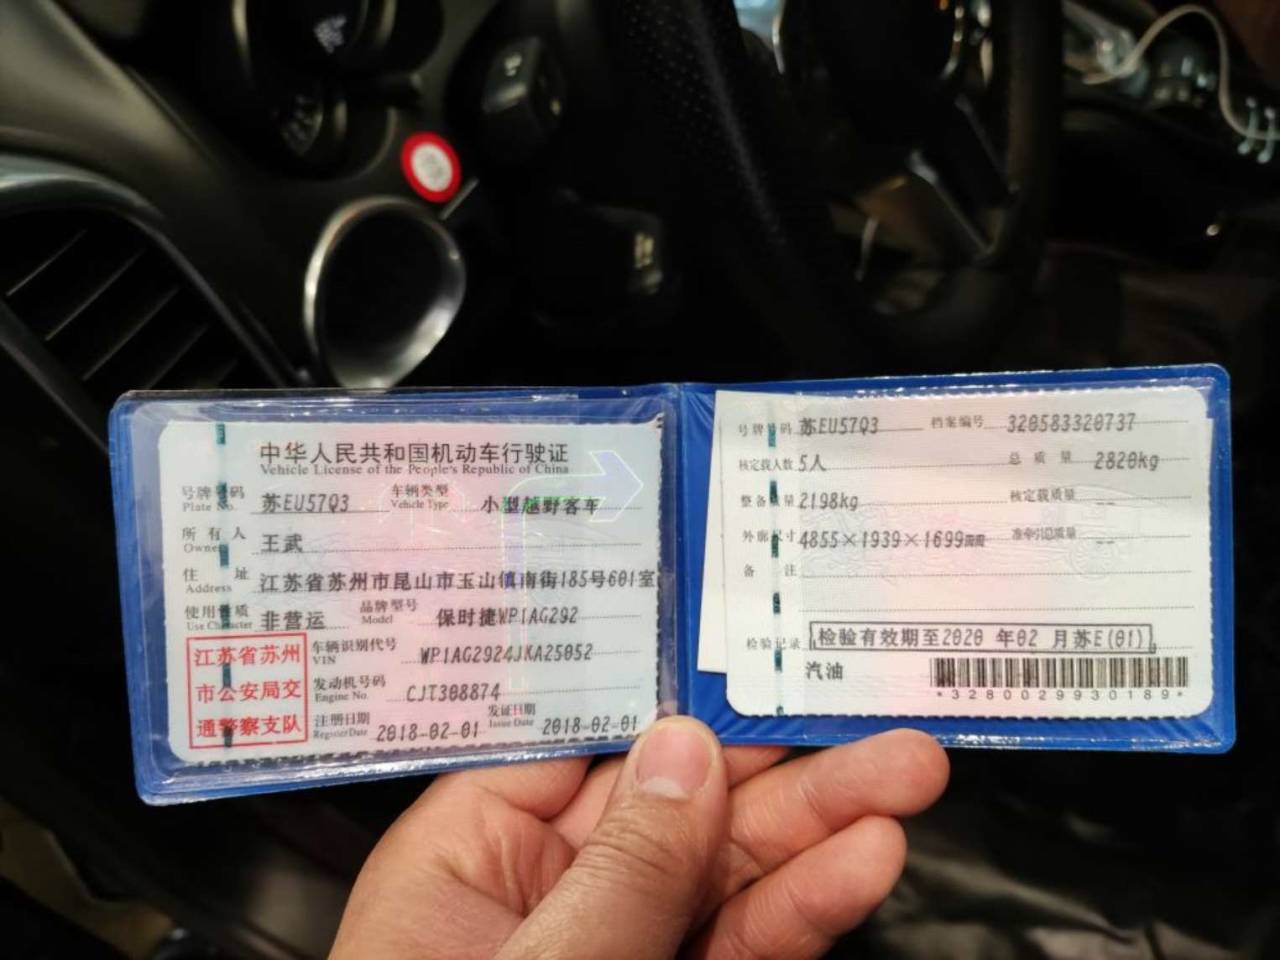 中华人民共和国机动车行驶证
Vehicle License of the People's Republic of China
号牌号码 Plate No. 苏EU57Q3 车辆类型 Vehicle Type 小型越野客车
所有人 Owner 王武
住址 Address 江苏省苏州市昆山市玉山镇南街185号601室
使用性质 Use Character 非营运 品牌型号 Model 保时捷WP1AG292
江苏省苏州
市公安局交
通警察支队
车辆识别代号 VIN WP1AG2924JKA25052
发动机号码 Engine No. CJT308874
注册日期 Register Date 2018-02-01 发证日期 Issue Date 2018-02-01
号牌号码 苏EU57Q3 档案编号 320583320737
核定载人数 5人 总质量 2820kg
整备质量 2198kg 核定载质量 --
外廓尺寸 4855×1939×1699mm 准牵引总质量 --
备注
检验记录 检验有效期至2020 年02 月苏E(01)
汽油
*3280029930189*